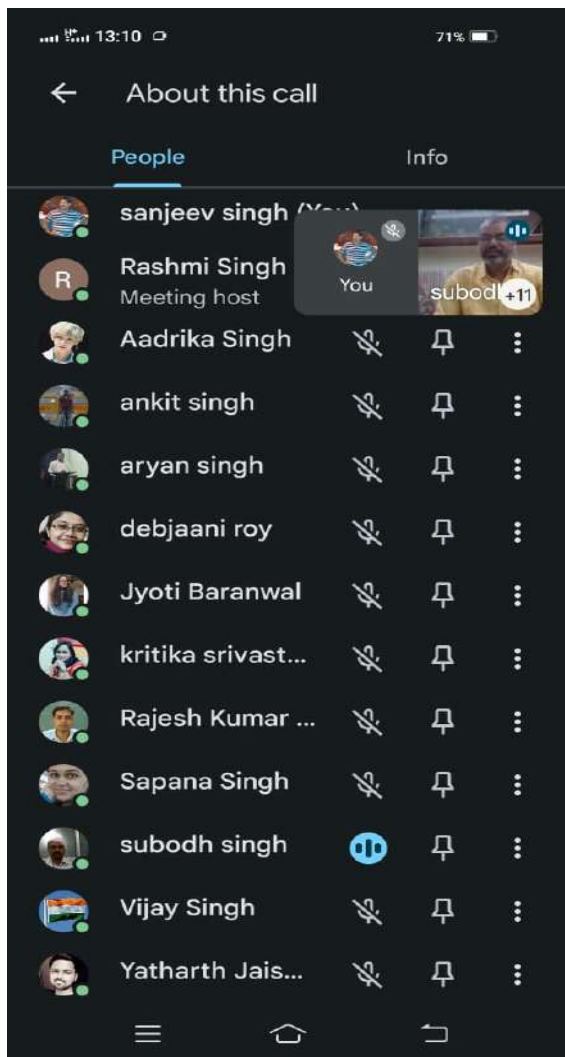 13:10 71%
About this call
People Info
sanjeev singh (You)
You subodh +11
R Rashmi Singh
Meeting host
Aadrika Singh
ankit singh
aryan singh
debjaani roy
Jyoti Baranwal
kritika srivast...
Rajesh Kumar ...
Sapana Singh
subodh singh
Vijay Singh
Yatharth Jais...